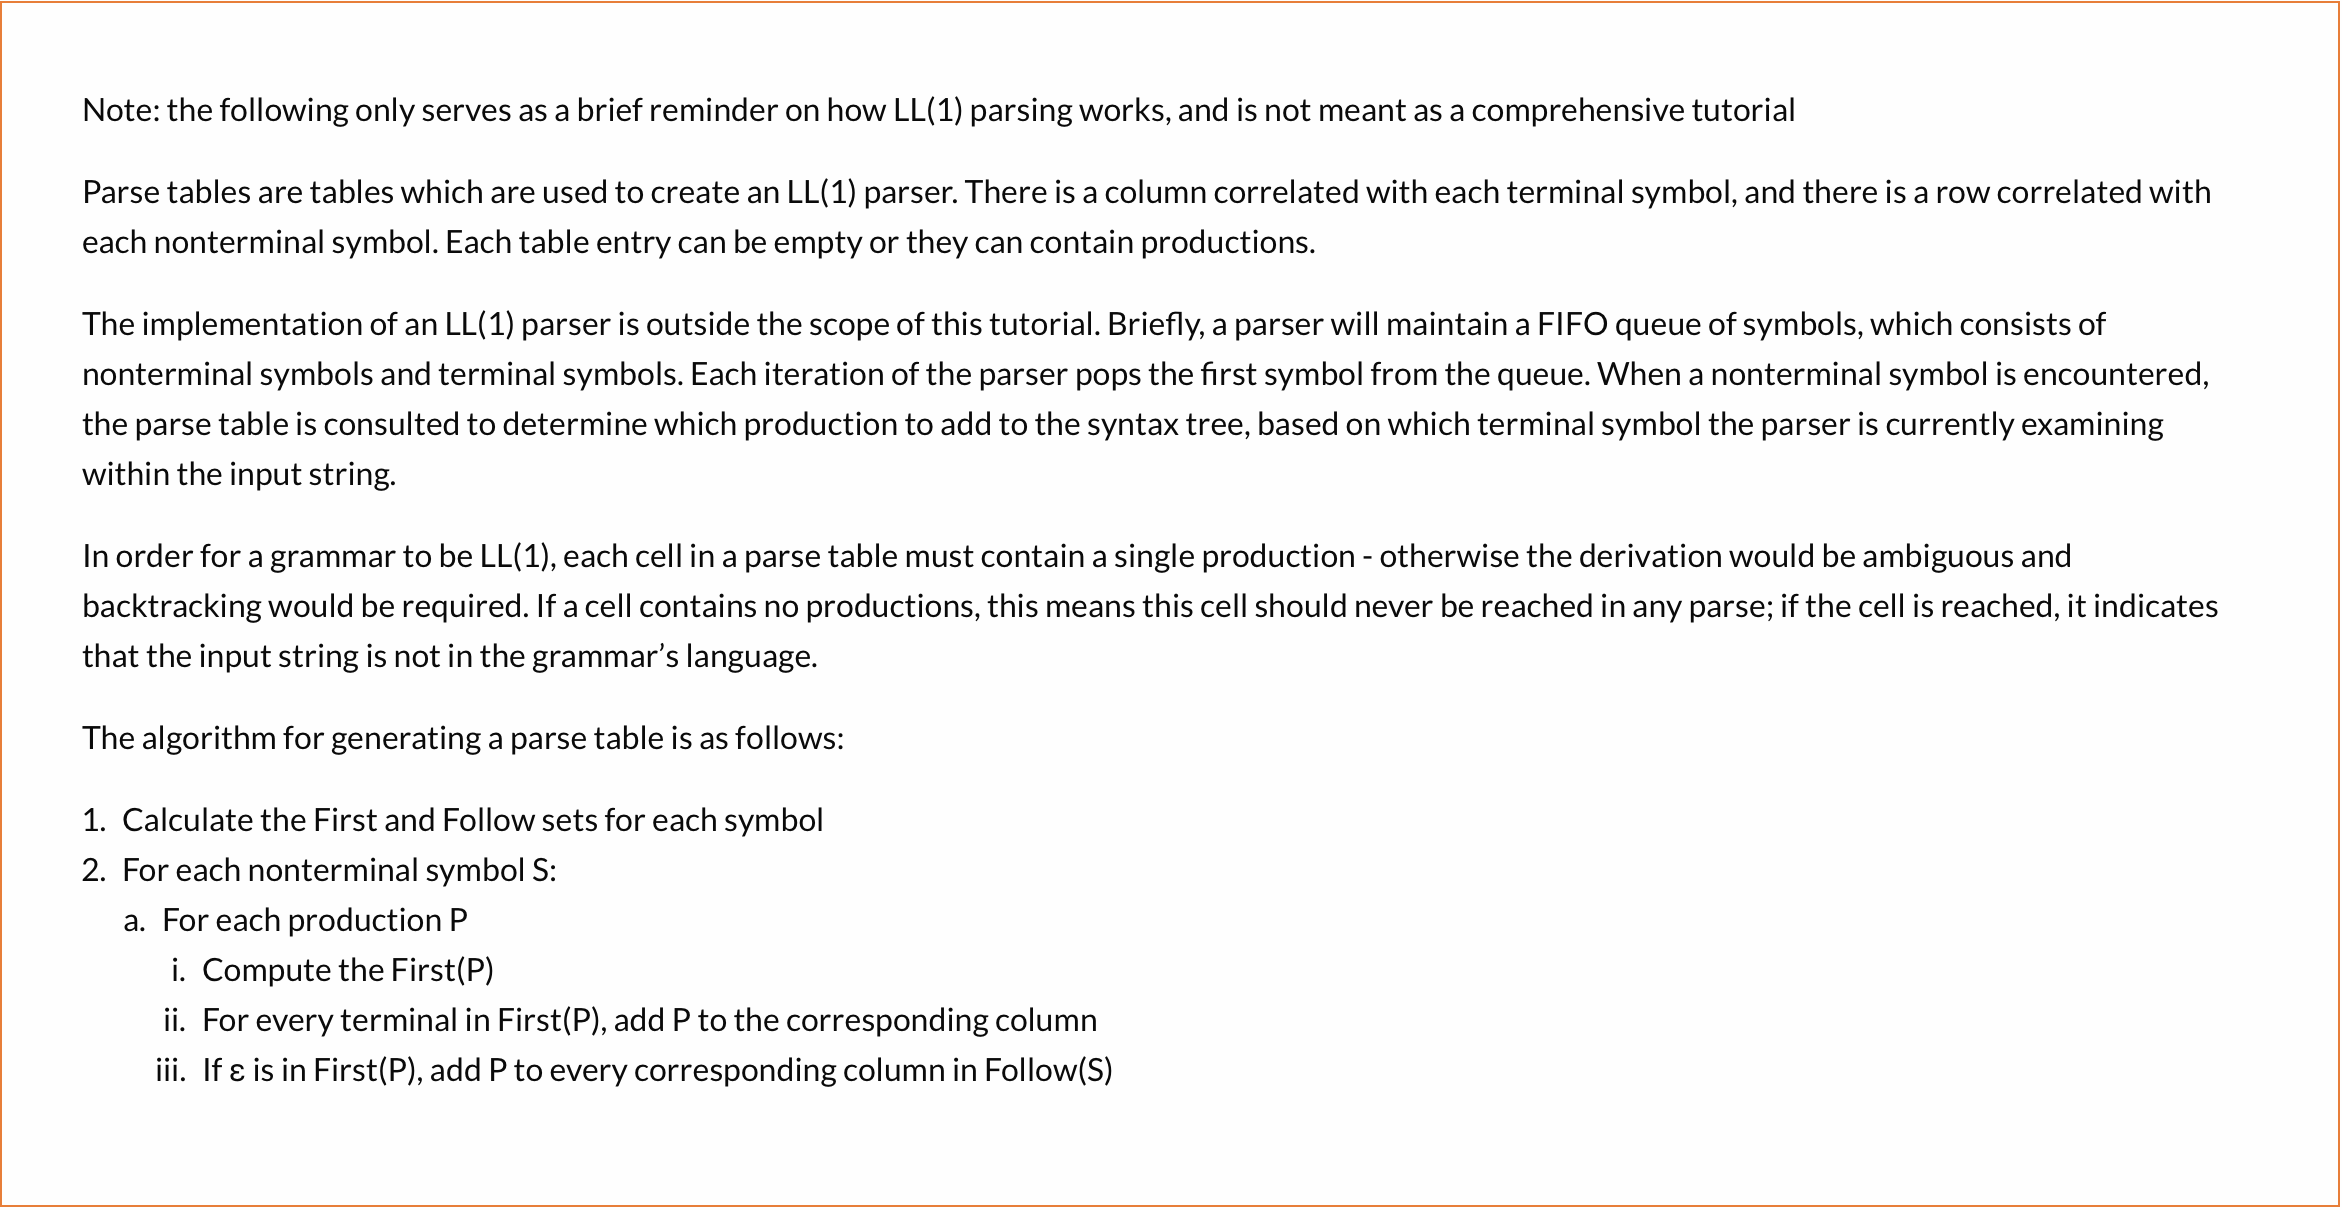 Note: the following only serves as a brief reminder on how LL(1) parsing works, and is not meant as a comprehensive tutorial
Parse tables are tables which are used to create an LL(1) parser. There is a column correlated with each terminal symbol, and there is a row correlated with
each nonterminal symbol. Each table entry can be empty or they can contain productions.
The implementation of an LL(1) parser is outside the scope of this tutorial. Briefly, a parser will maintain a FIFO queue of symbols, which consists of
nonterminal symbols and terminal symbols. Each iteration of the parser pops the first symbol from the queue. When a nonterminal symbol is encountered,
the parse table is consulted to determine which production to add to the syntax tree, based on which terminal symbol the parser is currently examining
within the input string.
In order for a grammar to be LL(1), each cell in a parse table must contain a single production - otherwise the derivation would be ambiguous and
backtracking would be required. If a cell contains no productions, this means this cell should never be reached in any parse; if the cell is reached, it indicates
that the input string is not in the grammar’s language.
The algorithm for generating a parse table is as follows:
1. Calculate the First and Follow sets for each symbol
2. For each nonterminal symbol S:
a. For each production P
i. Compute the First(P)
ii. For every terminal in First(P), add P to the corresponding column
iii. If ε is in First(P), add P to every corresponding column in Follow(S)